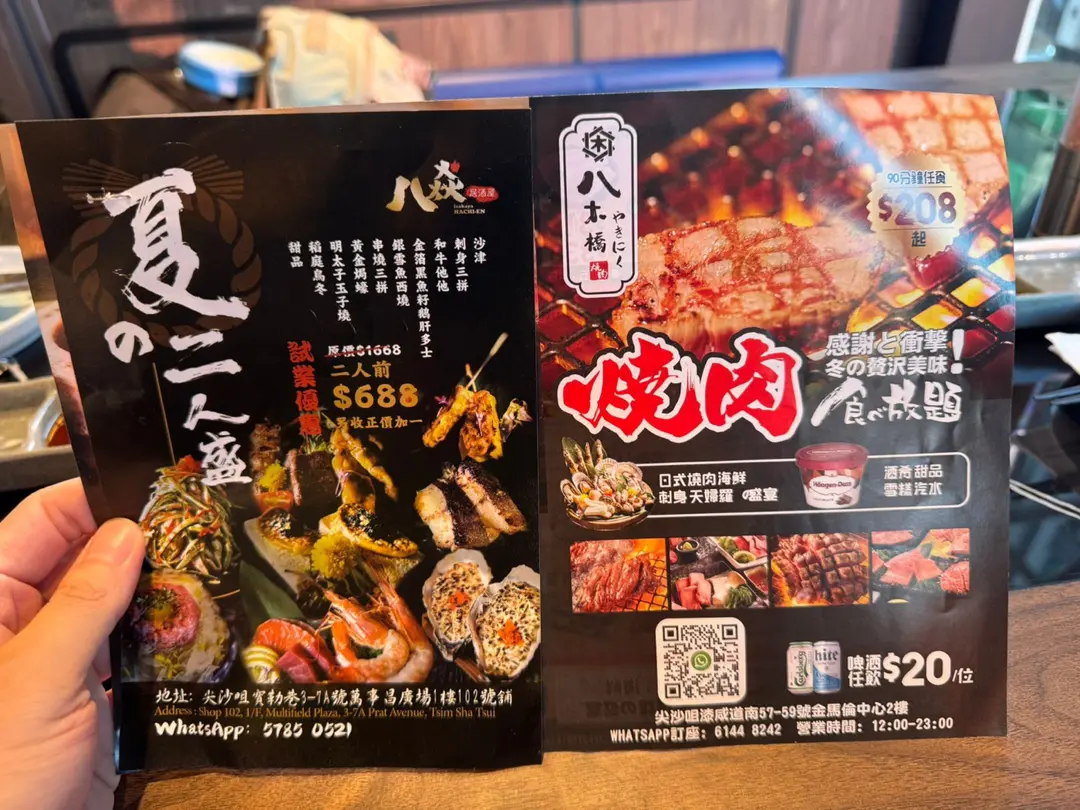 夏の二人盛
八焱
居酒屋
Izakaya
HACHI-EN
沙津
刺身三拼
和牛他他
金箔黑魚籽鵝肝多士
銀雪魚西燒
串燒三拼
黃金焗蠔
明太子玉子燒
稻庭烏冬
甜品
試業優惠
原價$1668
二人前
$688
另收正價加一
地址: 尖沙咀寶勒巷3-7A號萬事昌廣場1樓102號舖
Address : Shop 102, 1/F, Multifield Plaza, 3-7A Prat Avenue, Tsim Sha Tsui
WhatsApp: 5785 0521
八木橋
やきにく
燒肉
90分鐘任食
$208
起
燒肉
感謝と衝撃
冬の贅沢美味!
食べ放題
日式燒肉海鮮
刺身天婦羅 嘅盛宴
Häagen-Dazs
酒肴甜品
雪糕汽水
Carlsberg
hite
啤酒
任飲
$20/位
尖沙咀漆咸道南57-59號金馬倫中心2樓
WHATSAPP訂座: 6144 8242 營業時間: 12:00-23:00